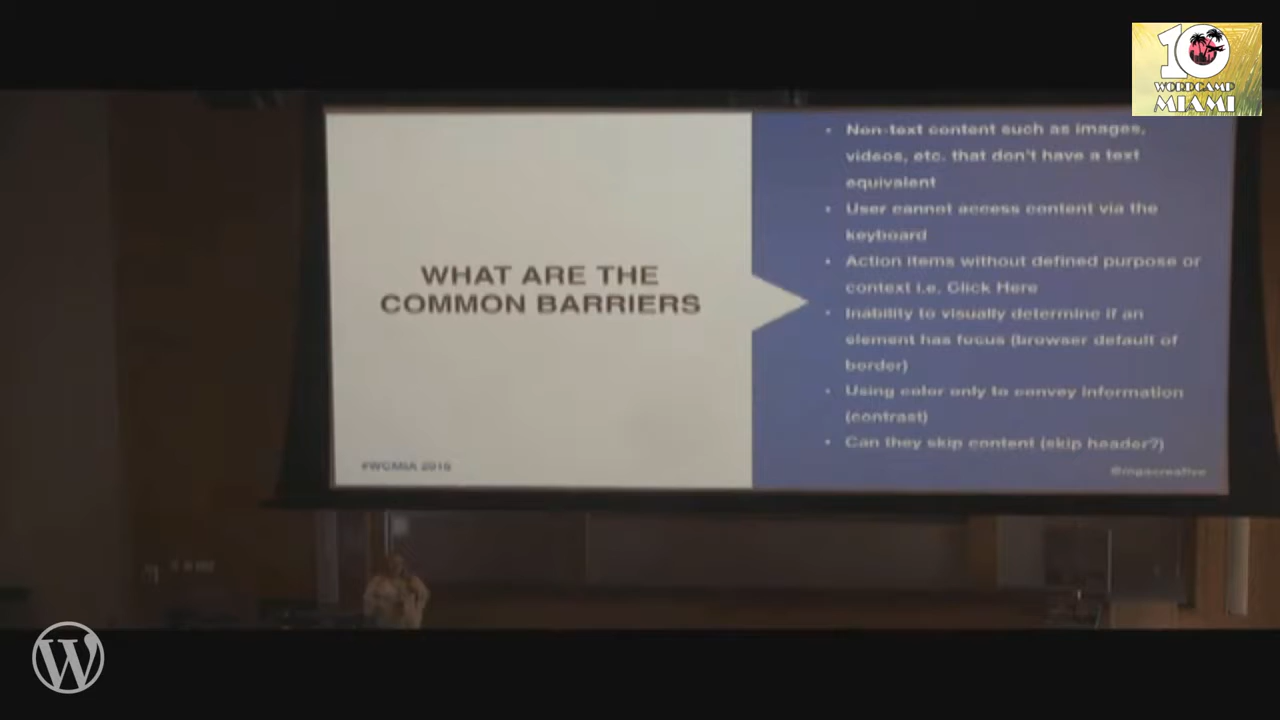 10
WORDCAMP
MIAMI
WHAT ARE THE
COMMON BARRIERS
#WCMIA 2018
• Non-text content such as images,
videos, etc. that don't have a text
equivalent
• User cannot access content via the
keyboard
• Action items without defined purpose or
context i.e. Click Here
• Inability to visually determine if an
element has focus (browser default of
border)
• Using color only to convey information
(contrast)
• Can they skip content (skip header?)
W